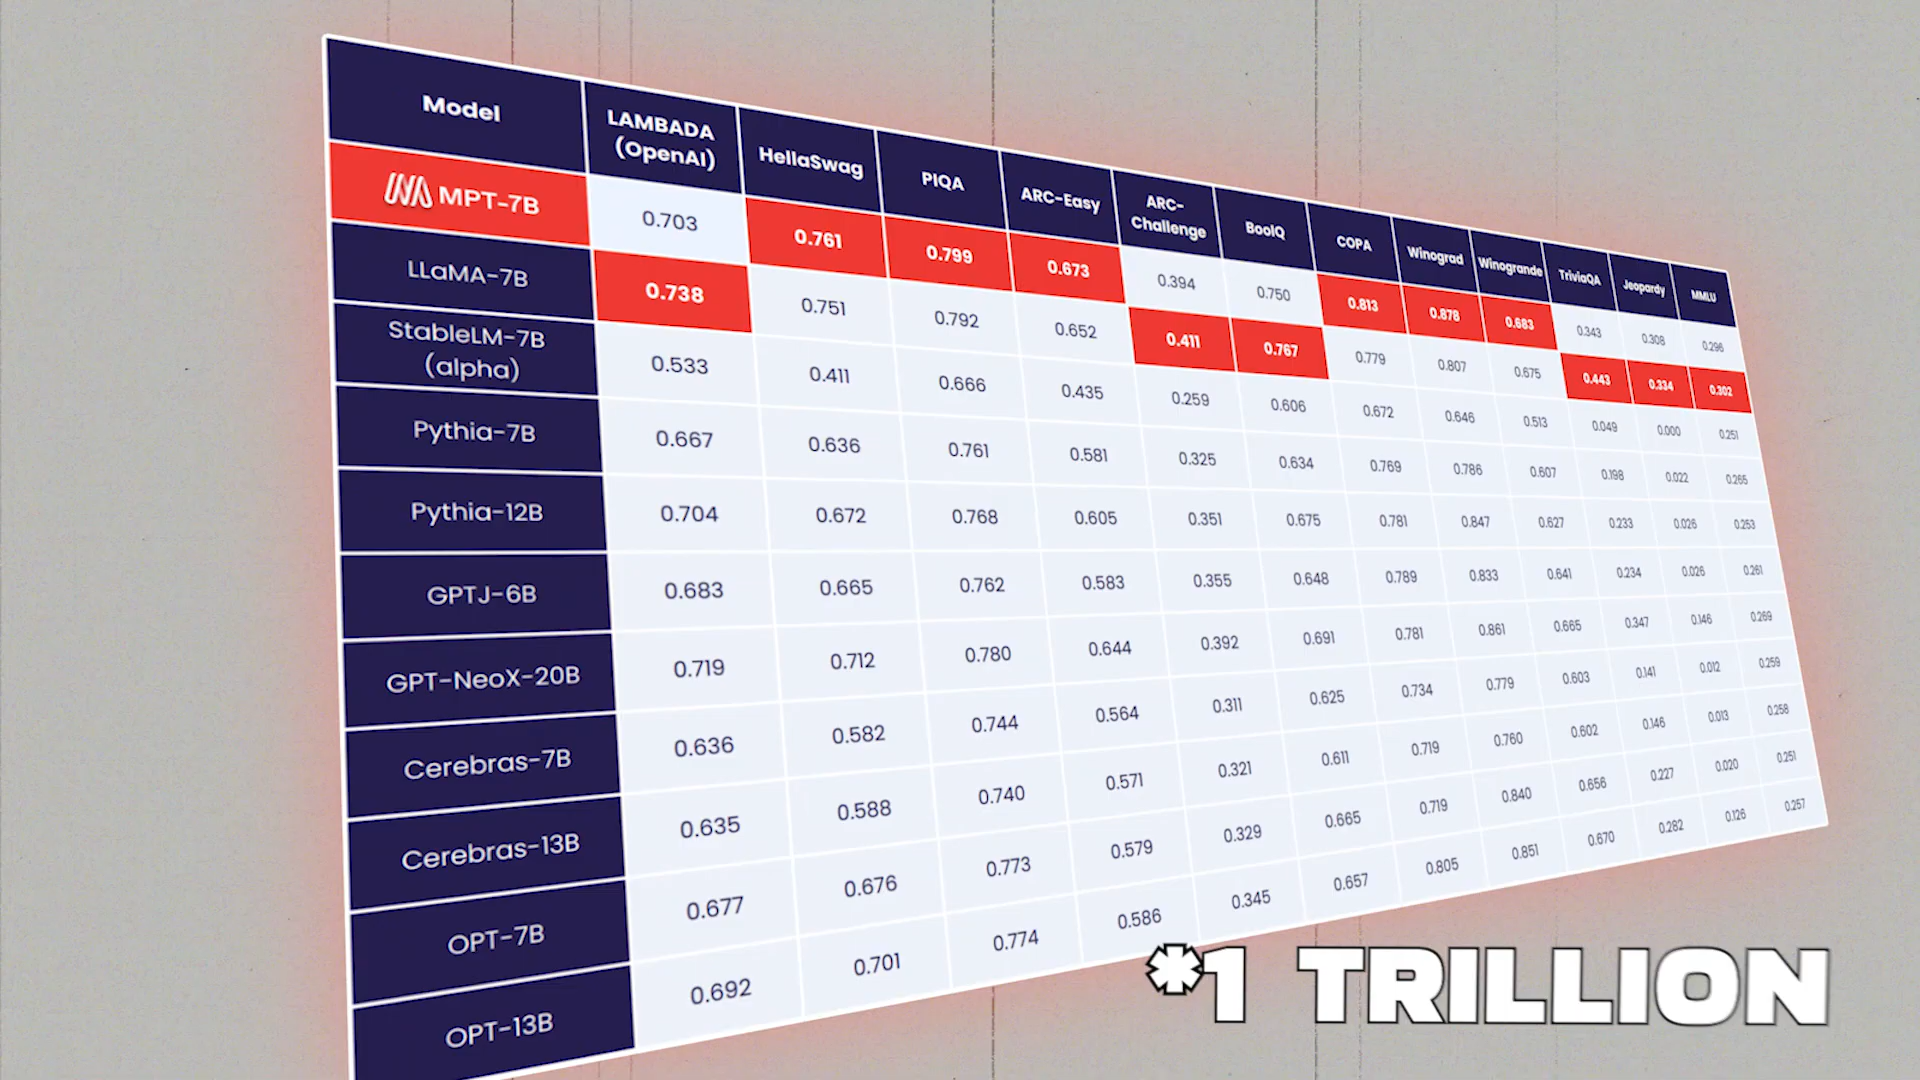 Model LAMBADA (OpenAI) HellaSwag PIQA ARC-Easy ARC-Challenge BoolQ COPA Winograd Winogrande TriviaQA Jeopardy MMLU
MPT-7B 0.703 0.761 0.799 0.673 0.394 0.750 0.813 0.878 0.683 0.343 0.308 0.296
LLaMA-7B 0.738 0.751 0.792 0.652 0.411 0.767 0.779 0.807 0.675 0.443 0.334 0.302
StableLM-7B (alpha) 0.533 0.411 0.666 0.435 0.259 0.606 0.672 0.646 0.513 0.049 0.000 0.251
Pythia-7B 0.667 0.636 0.761 0.581 0.325 0.634 0.769 0.786 0.607 0.198 0.022 0.265
Pythia-12B 0.704 0.672 0.768 0.605 0.351 0.675 0.781 0.847 0.627 0.233 0.026 0.253
GPTJ-6B 0.683 0.665 0.762 0.583 0.355 0.648 0.789 0.833 0.641 0.234 0.026 0.261
GPT-NeoX-20B 0.719 0.712 0.780 0.644 0.392 0.691 0.781 0.861 0.665 0.347 0.146 0.269
Cerebras-7B 0.636 0.582 0.744 0.564 0.311 0.625 0.734 0.779 0.603 0.141 0.012 0.259
Cerebras-13B 0.635 0.588 0.740 0.571 0.321 0.611 0.719 0.760 0.602 0.146 0.013 0.258
OPT-7B 0.677 0.676 0.773 0.579 0.329 0.665 0.719 0.840 0.656 0.227 0.020 0.251
OPT-13B 0.692 0.701 0.774 0.586 0.345 0.657 0.805 0.851 0.670 0.282 0.126 0.257
*1 TRILLION